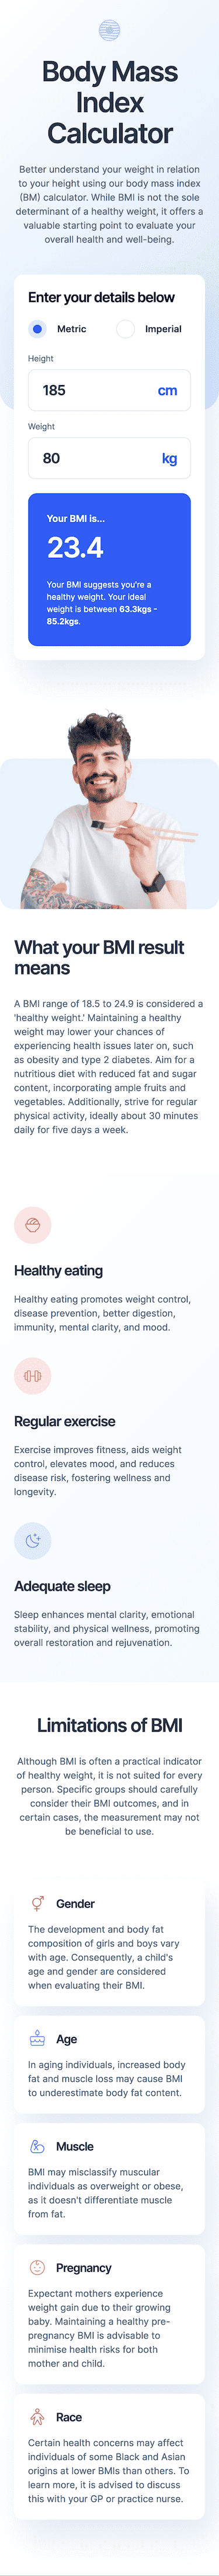 Body Mass
Index
Calculator
Better understand your weight in relation
to your height using our body mass index
(BM) calculator. While BMI is not the sole
determinant of a healthy weight, it offers a
valuable starting point to evaluate your
overall health and well-being.
Enter your details below
Metric Imperial
Height
185 cm
Weight
80 kg
Your BMI is...
23.4
Your BMI suggests you're a
healthy weight. Your ideal
weight is between 63.3kgs -
85.2kgs.
What your BMI result
means
A BMI range of 18.5 to 24.9 is considered a
'healthy weight.' Maintaining a healthy
weight may lower your chances of
experiencing health issues later on, such
as obesity and type 2 diabetes. Aim for a
nutritious diet with reduced fat and sugar
content, incorporating ample fruits and
vegetables. Additionally, strive for regular
physical activity, ideally about 30 minutes
daily for five days a week.
Healthy eating
Healthy eating promotes weight control,
disease prevention, better digestion,
immunity, mental clarity, and mood.
Regular exercise
Exercise improves fitness, aids weight
control, elevates mood, and reduces
disease risk, fostering wellness and
longevity.
Adequate sleep
Sleep enhances mental clarity, emotional
stability, and physical wellness, promoting
overall restoration and rejuvenation.
Limitations of BMI
Although BMI is often a practical indicator
of healthy weight, it is not suited for every
person. Specific groups should carefully
consider their BMI outcomes, and in
certain cases, the measurement may not
be beneficial to use.
Gender
The development and body fat
composition of girls and boys vary
with age. Consequently, a child's
age and gender are considered
when evaluating their BMI.
Age
In aging individuals, increased body
fat and muscle loss may cause BMI
to underestimate body fat content.
Muscle
BMI may misclassify muscular
individuals as overweight or obese,
as it doesn't differentiate muscle
from fat.
Pregnancy
Expectant mothers experience
weight gain due to their growing
baby. Maintaining a healthy pre-
pregnancy BMI is advisable to
minimise health risks for both
mother and child.
Race
Certain health concerns may affect
individuals of some Black and Asian
origins at lower BMIs than others. To
learn more, it is advised to discuss
this with your GP or practice nurse.